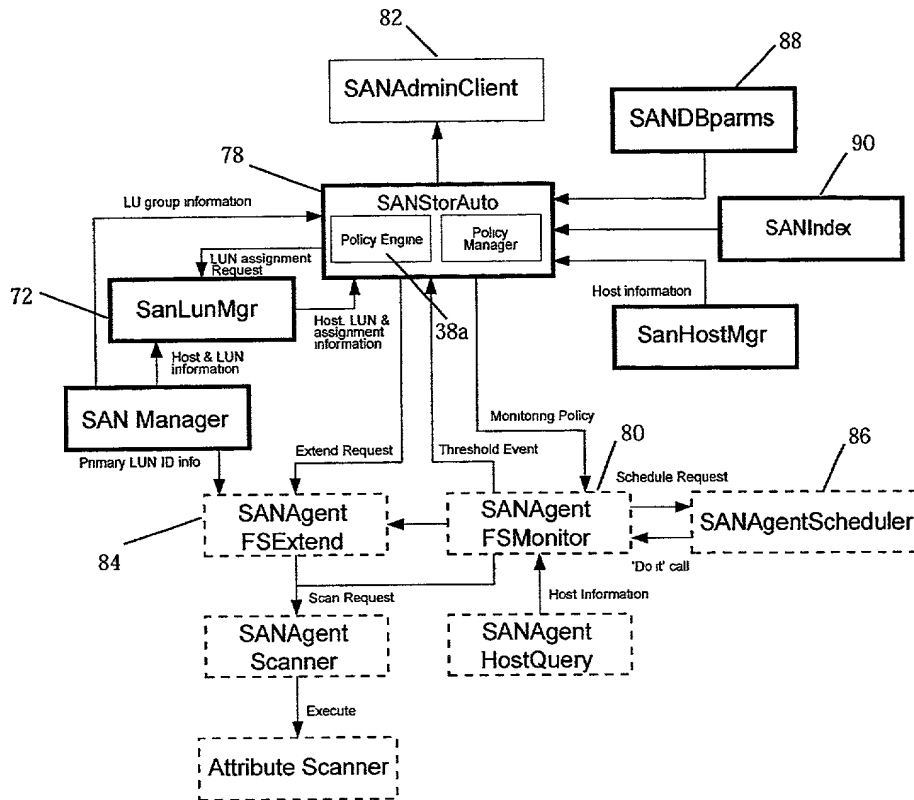 82
SANAdminClient
88
SANDBparms
78
90
LU group information
SANStorAuto
Policy Engine
Policy
Manager
SANIndex
LUN assignment
Request
72
SanLunMgr
Host. LUN &
assignment
information
38a
Host information
SanHostMgr
Host & LUN
information
SAN Manager
Primary LUN ID info
Extend Request
Threshold Event
Monitoring Policy
80
86
Schedule Request
SANAgent
FSExtend
84
SANAgent
FSMonitor
SANAgentScheduler
'Do it' call
Scan Request
Host Information
SANAgent
Scanner
SANAgent
HostQuery
Execute
Attribute Scanner